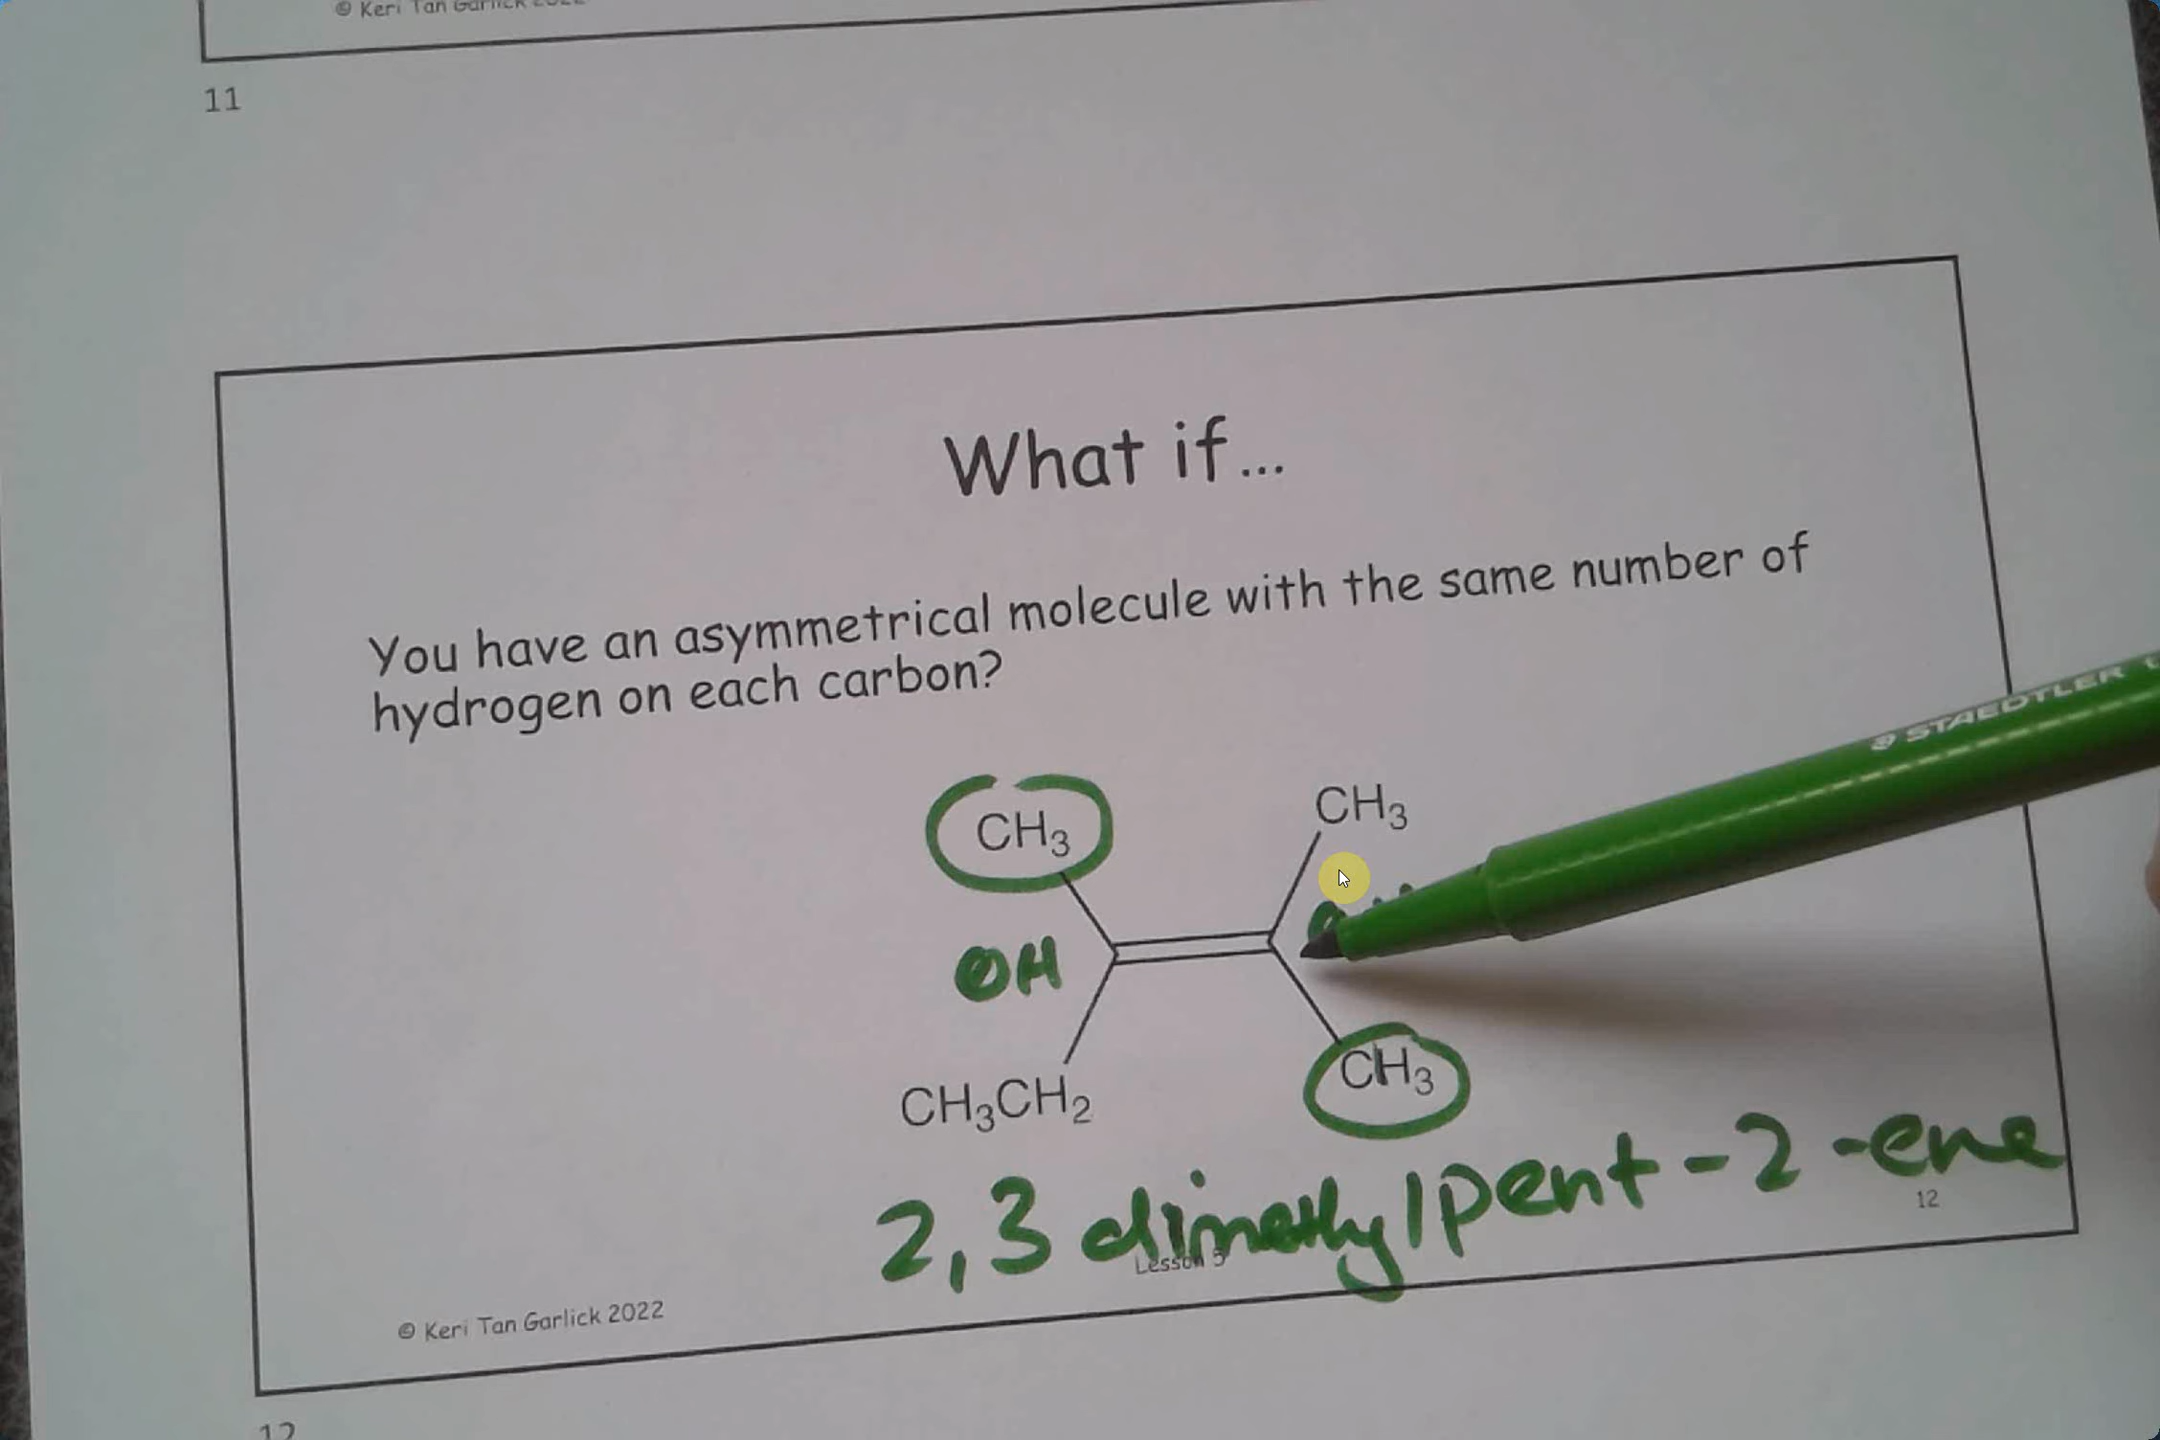 © Keri Tan Garlick 2022
11
What if...
You have an asymmetrical molecule with the same number of
hydrogen on each carbon?
CH3
CH3
OH
CH3CH2
CH3
2,3 dimethylpent-2-ene
12
Lesson 5
© Keri Tan Garlick 2022
12
STAEDTLER